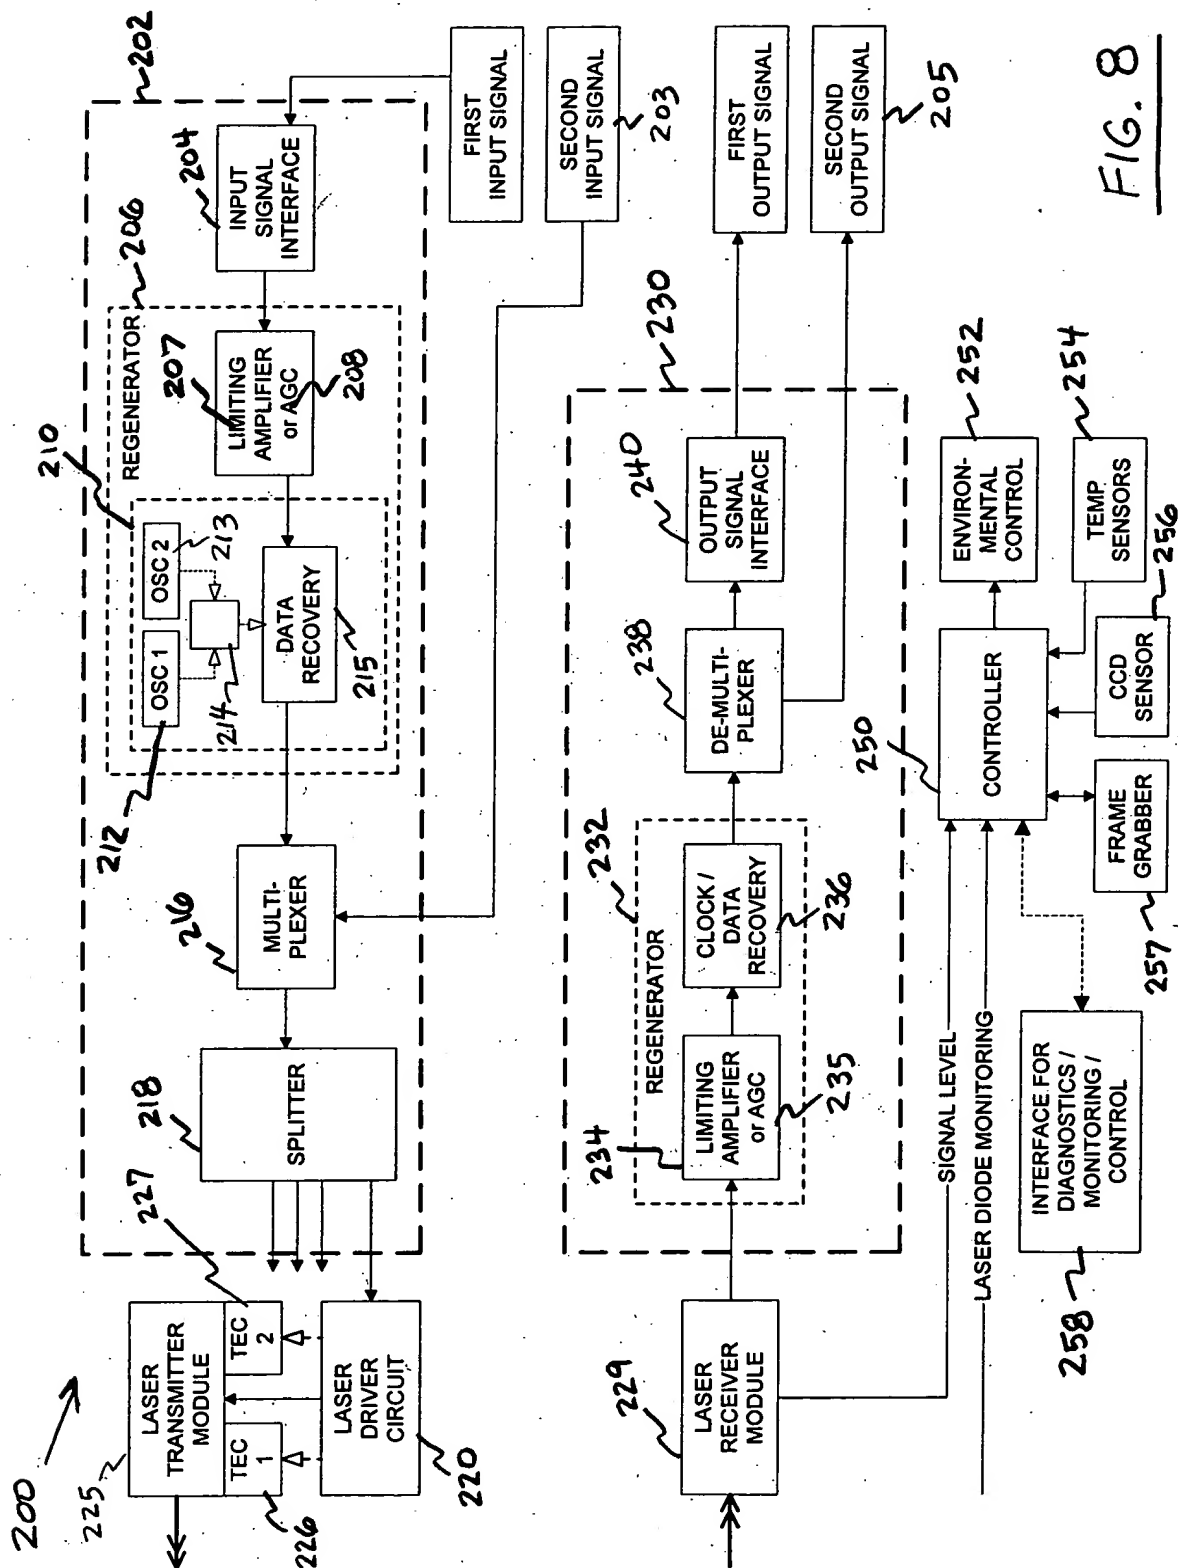 200
225
LASER
TRANSMITTER
MODULE
TEC
1
TEC
2
226
227
LASER
DRIVER
CIRCUIT
220
218
SPLITTER
216
MULTI-
PLEXER
202
206
REGENERATOR
210
212
OSC 1
OSC 2
213
214
DATA
RECOVERY
215
207
LIMITING
AMPLIFIER
or AGC
208
204
INPUT
SIGNAL
INTERFACE
FIRST
INPUT SIGNAL
SECOND
INPUT SIGNAL
203
229
LASER
RECEIVER
MODULE
230
232
REGENERATOR
234
LIMITING
AMPLIFIER
or AGC
235
CLOCK /
DATA
RECOVERY
236
238
DE-MULTI-
PLEXER
240
OUTPUT
SIGNAL
INTERFACE
FIRST
OUTPUT SIGNAL
SECOND
OUTPUT SIGNAL
205
SIGNAL LEVEL
LASER DIODE MONITORING
250
CONTROLLER
ENVIRON-
MENTAL
CONTROL
252
TEMP
SENSORS
254
CCD
SENSOR
256
FRAME
GRABBER
257
INTERFACE FOR
DIAGNOSTICS /
MONITORING /
CONTROL
258
FIG. 8